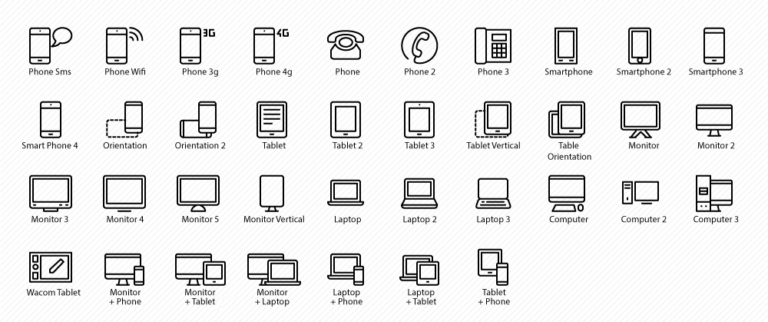 3G
4G
Phone Sms
Phone Wifi
Phone 3g
Phone 4g
Phone
Phone 2
Phone 3
Smartphone
Smartphone 2
Smartphone 3
Smart Phone 4
Orientation
Orientation 2
Tablet
Tablet 2
Tablet 3
Tablet Vertical
Table
Orientation
Monitor
Monitor 2
Monitor 3
Monitor 4
Monitor 5
Monitor Vertical
Laptop
Laptop 2
Laptop 3
Computer
Computer 2
Computer 3
Wacom Tablet
Monitor
+ Phone
Monitor
+ Tablet
Monitor
+ Laptop
Laptop
+ Phone
Laptop
+ Tablet
Tablet
+ Phone